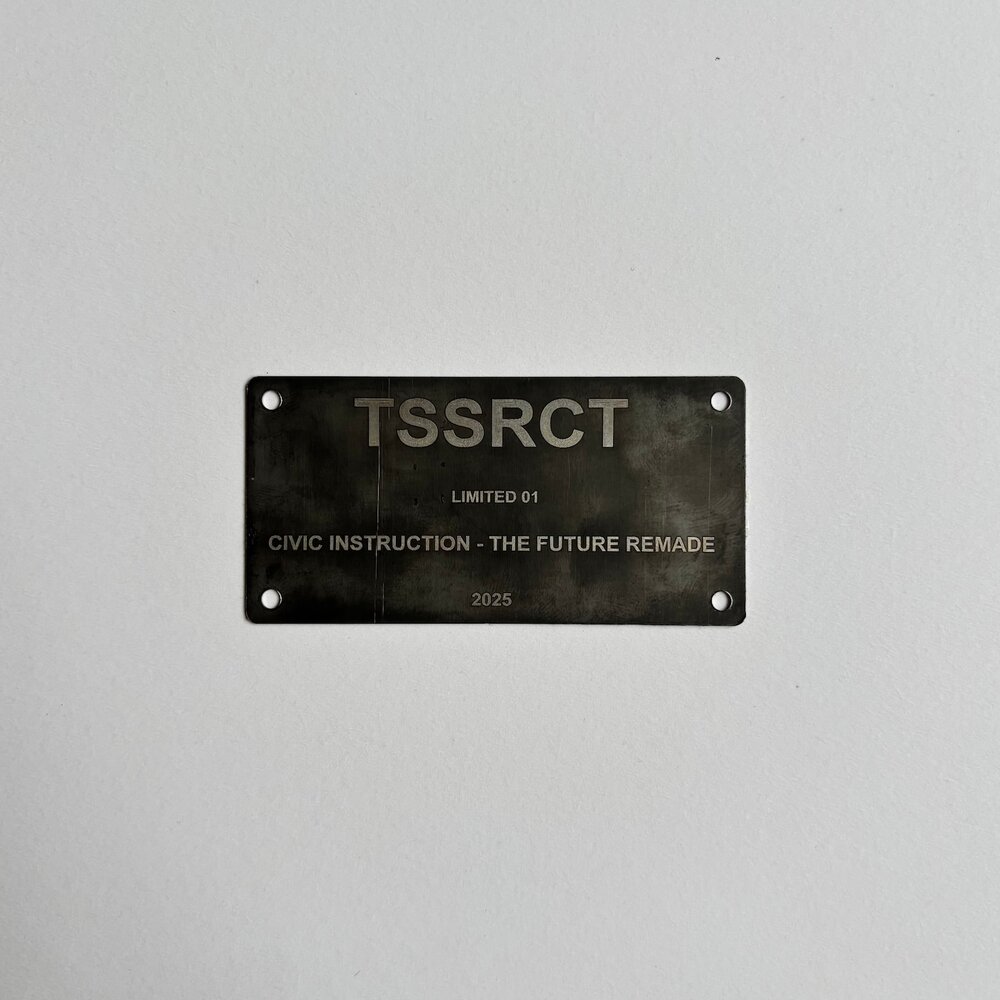 TSSRCT
LIMITED 01
CIVIC INSTRUCTION - THE FUTURE REMADE
2025